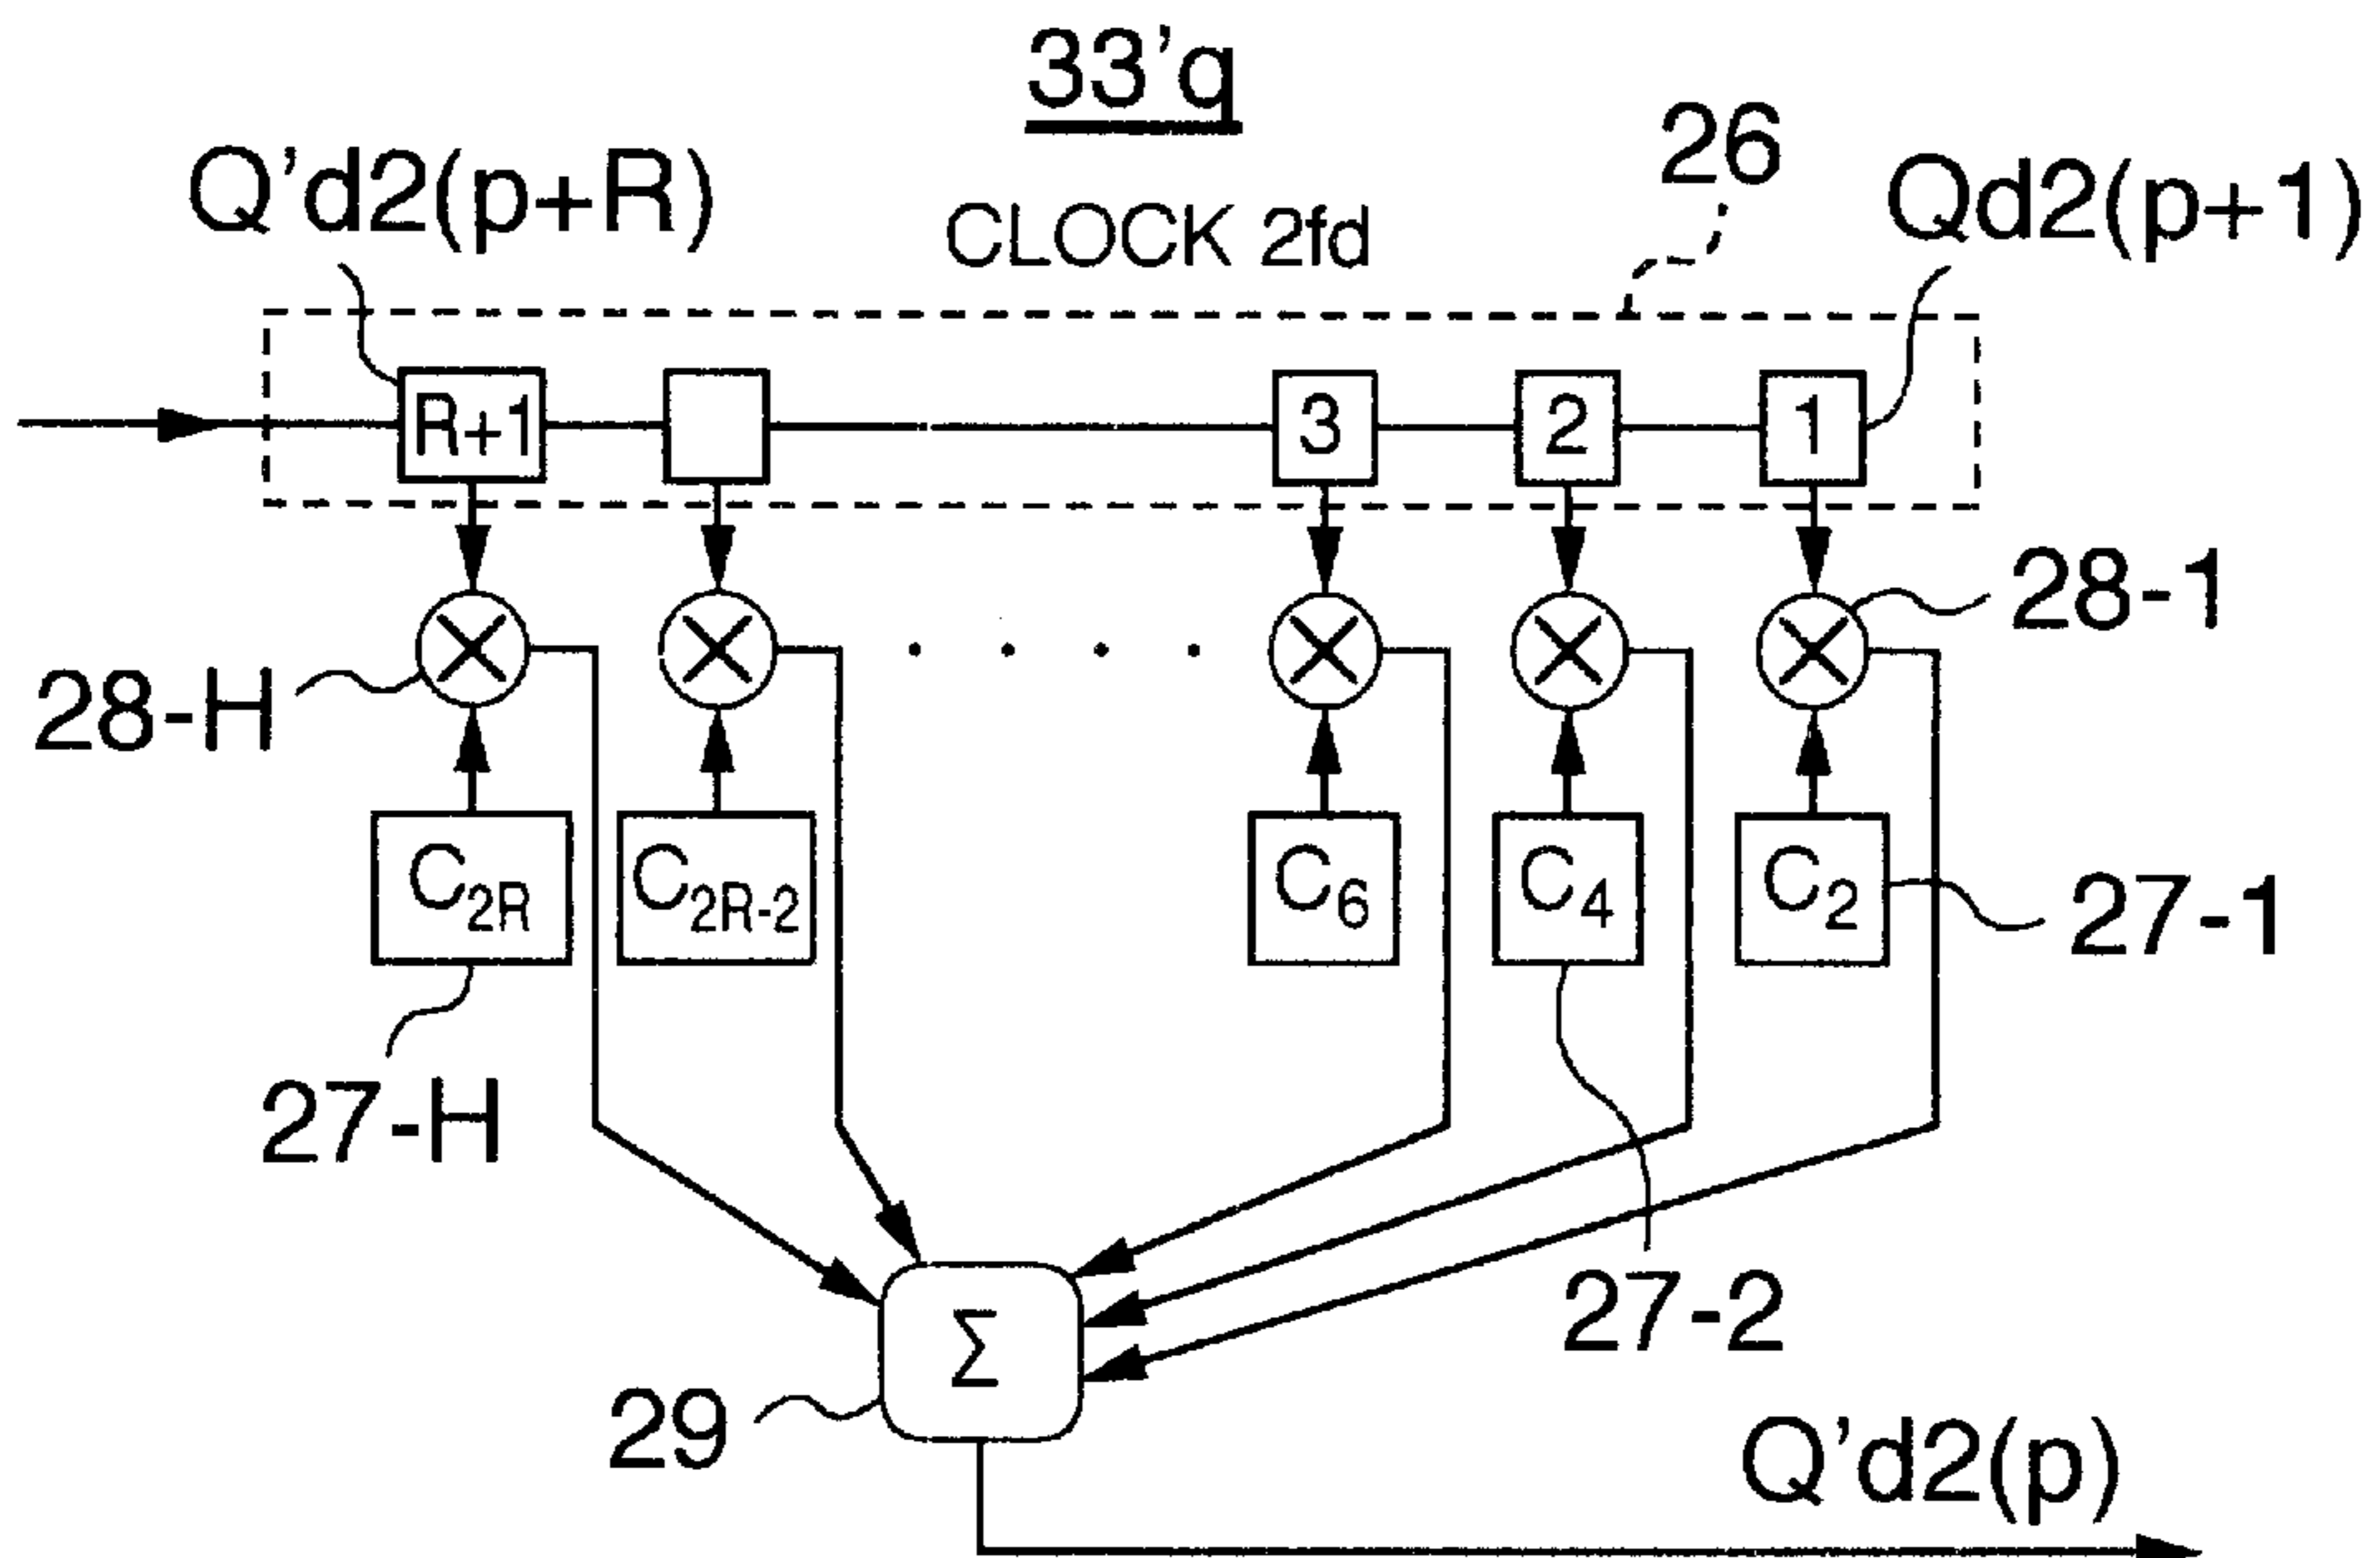 33'q
26
Q'd2(p+R)
CLOCK 2fd
Qd2(p+1)
R+1
3
2
1
28-1
28-H
C2R
C2R-2
C6
C4
C2
27-1
27-H
27-2
Σ
29
Q'd2(p)